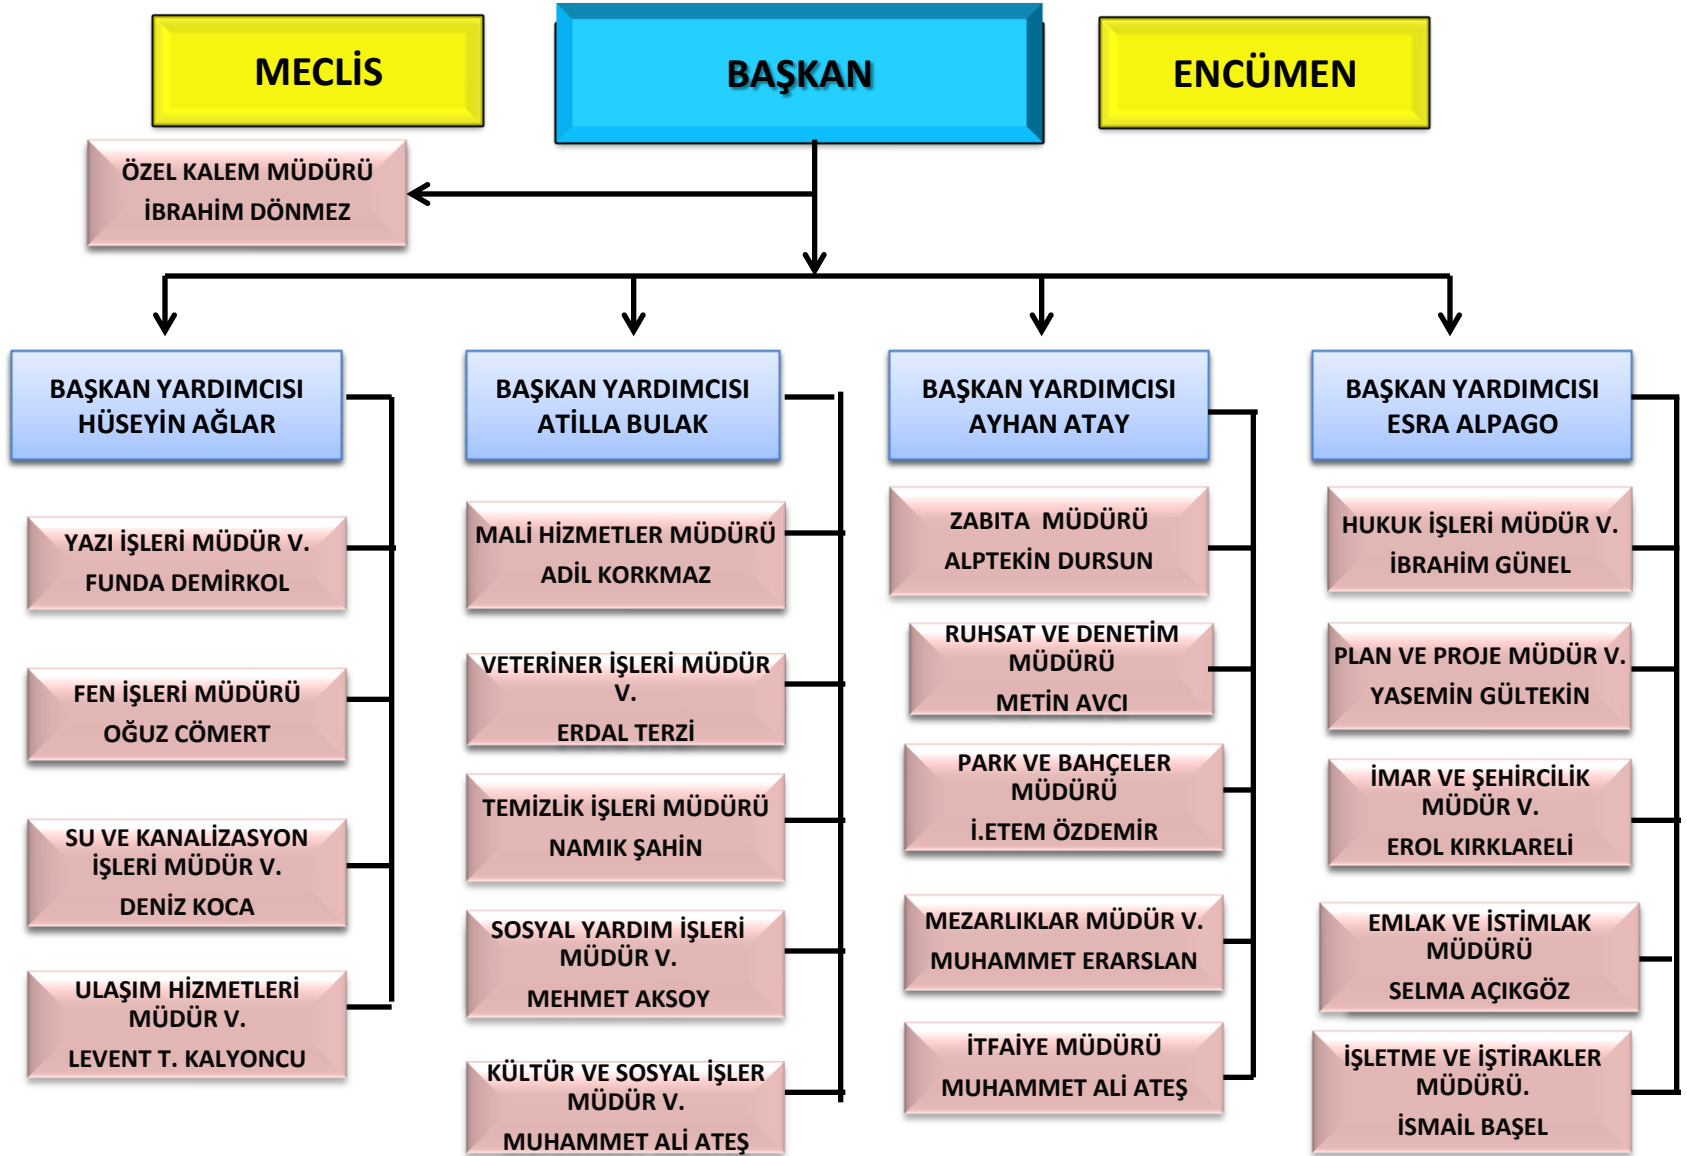 MECLİS
BAŞKAN
ENCÜMEN
ÖZEL KALEM MÜDÜRÜ
İBRAHİM DÖNMEZ
BAŞKAN YARDIMCISI
HÜSEYİN AĞLAR
YAZI İŞLERİ MÜDÜR V.
FUNDA DEMİRKOL
FEN İŞLERİ MÜDÜRÜ
OĞUZ CÖMERT
SU VE KANALİZASYON
İŞLERİ MÜDÜR V.
DENİZ KOCA
ULAŞIM HİZMETLERİ
MÜDÜR V.
LEVENT T. KALYONCU
BAŞKAN YARDIMCISI
ATİLLA BULAK
MALİ HİZMETLER MÜDÜRÜ
ADİL KORKMAZ
VETERİNER İŞLERİ MÜDÜR
V.
ERDAL TERZİ
TEMİZLİK İŞLERİ MÜDÜRÜ
NAMIK ŞAHİN
SOSYAL YARDIM İŞLERİ
MÜDÜR V.
MEHMET AKSOY
KÜLTÜR VE SOSYAL İŞLER
MÜDÜR V.
MUHAMMET ALİ ATEŞ
BAŞKAN YARDIMCISI
AYHAN ATAY
ZABITA  MÜDÜRÜ
ALPTEKİN DURSUN
RUHSAT VE DENETİM
MÜDÜRÜ
METİN AVCI
PARK VE BAHÇELER
MÜDÜRÜ
İ.ETEM ÖZDEMİR
MEZARLIKLAR MÜDÜR V.
MUHAMMET ERARSLAN
İTFAİYE MÜDÜRÜ
MUHAMMET ALİ ATEŞ
BAŞKAN YARDIMCISI
ESRA ALPAGO
HUKUK İŞLERİ MÜDÜR V.
İBRAHİM GÜNEL
PLAN VE PROJE MÜDÜR V.
YASEMİN GÜLTEKİN
İMAR VE ŞEHİRCİLİK
MÜDÜR V.
EROL KIRKLARELİ
EMLAK VE İSTİMLAK
MÜDÜRÜ
SELMA AÇIKGÖZ
İŞLETME VE İŞTİRAKLER
MÜDÜRÜ.
İSMAİL BAŞEL